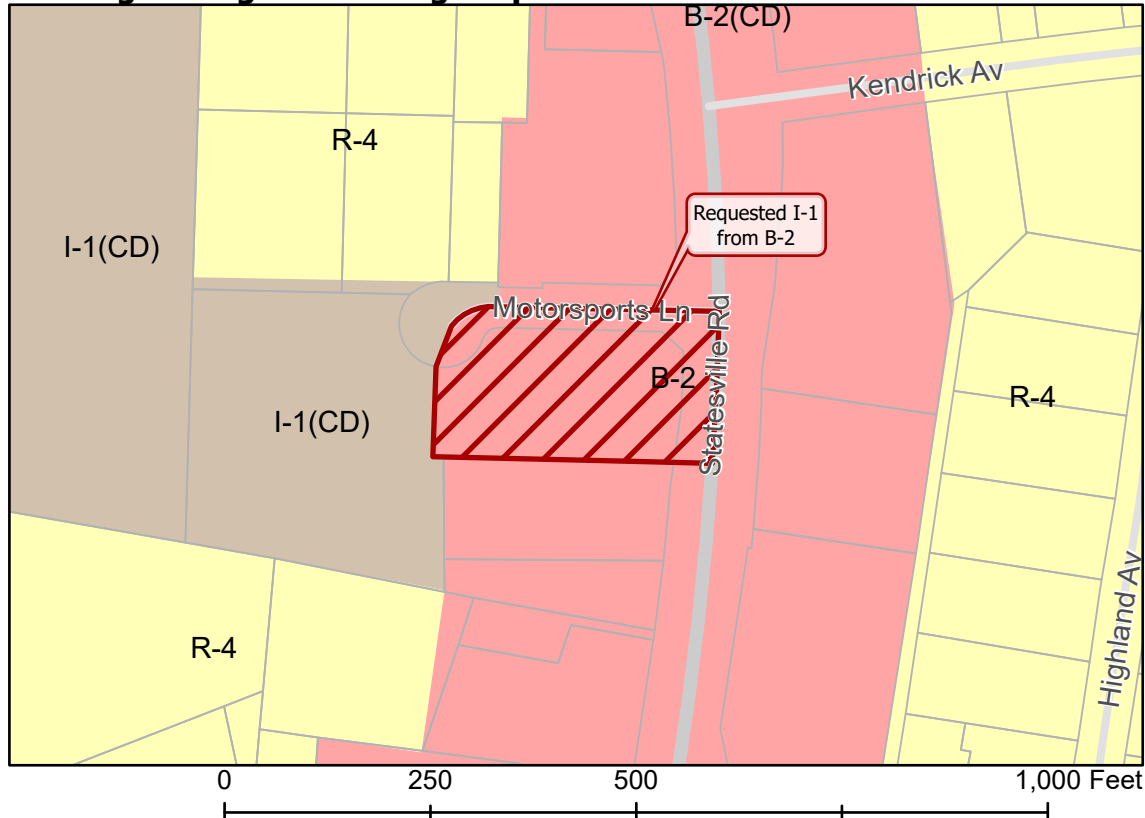 B-2(CD)
Kendrick Av
R-4
Requested I-1
from B-2
I-1(CD)
Motorsports Ln
Statesville Rd
B-2
R-4
I-1(CD)
Highland Av
R-4
0 250 500 1,000 Feet